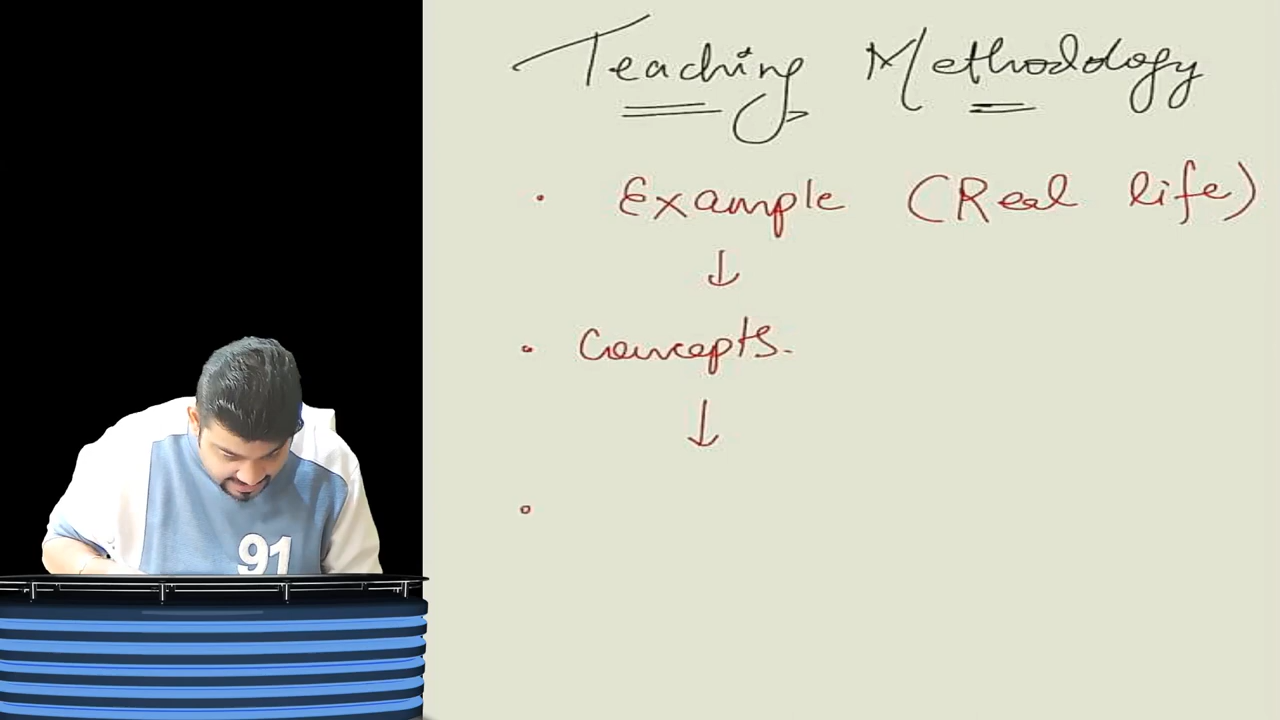 Teaching Methodology
• Example (Real life)
↓
• Concepts.
↓
•
91